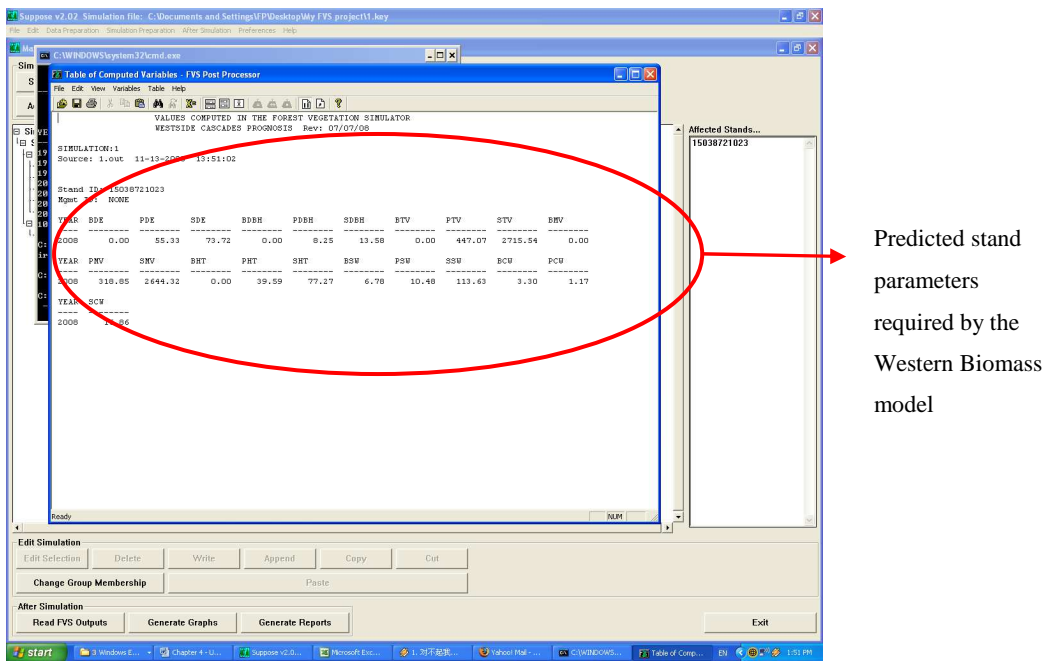 Suppose v2.02 Simulation file: C:\Documents and Settings\FP\Desktop\My FVS project\1.key
File Edit Data Preparation Simulation Preparation After Simulation Preferences Help
C:\WINDOWS\system32\cmd.exe
Table of Computed Variables - FVS Post Processor
File Edit View Variables Table Help
VALUES COMPUTED IN THE FOREST VEGETATION SIMULATOR
WESTSIDE CASCADES PROGNOSIS Rev: 07/07/08
SIMULATION:1
Source: 1.out 11-13-2008 13:51:02
Stand ID: 15038721023
Mgmt ID: NONE
YEAR BDE PDE SDE BDBH PDBH SDBH BTV PTV STV BMV
2008 0.00 55.33 73.72 0.00 8.25 13.58 0.00 447.07 2715.54 0.00
YEAR PMV SMV BHT PHT SHT BSW PSW SSW BCW PCW
2008 318.85 2644.32 0.00 39.59 77.27 6.78 10.48 113.63 3.30 1.17
YEAR SCW
2008
Ready
NUM
Affected Stands...
15038721023
Predicted stand
parameters
required by the
Western Biomass
model
Edit Simulation
Edit Selection Delete Write Append Copy Cut
Change Group Membership Paste
After Simulation
Read FVS Outputs Generate Graphs Generate Reports Exit
start 3 Windows E... Chapter 4 - U... Suppose v2.0... Microsoft Exc... 1. 对不起我... Yahoo! Mail - ... C:\WINDOWS... Table of Comp... EN 1:51 PM